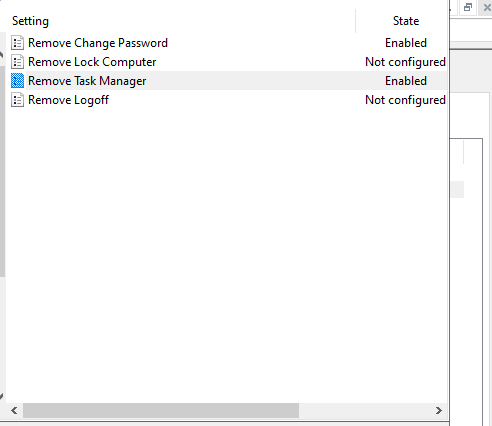 Setting State
Remove Change Password Enabled
Remove Lock Computer Not configured
Remove Task Manager Enabled
Remove Logoff Not configured